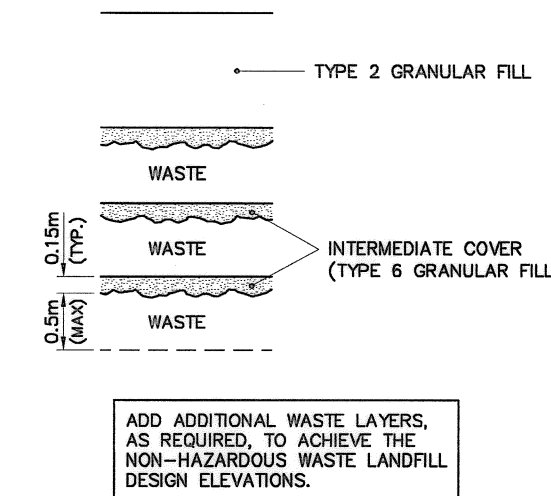 TYPE 2 GRANULAR FILL
WASTE
WASTE
0.15m
(TYP.)
INTERMEDIATE COVER
(TYPE 6 GRANULAR FILL
WASTE
0.5m
(MAX)
ADD ADDITIONAL WASTE LAYERS,
AS REQUIRED, TO ACHIEVE THE
NON-HAZARDOUS WASTE LANDFILL
DESIGN ELEVATIONS.